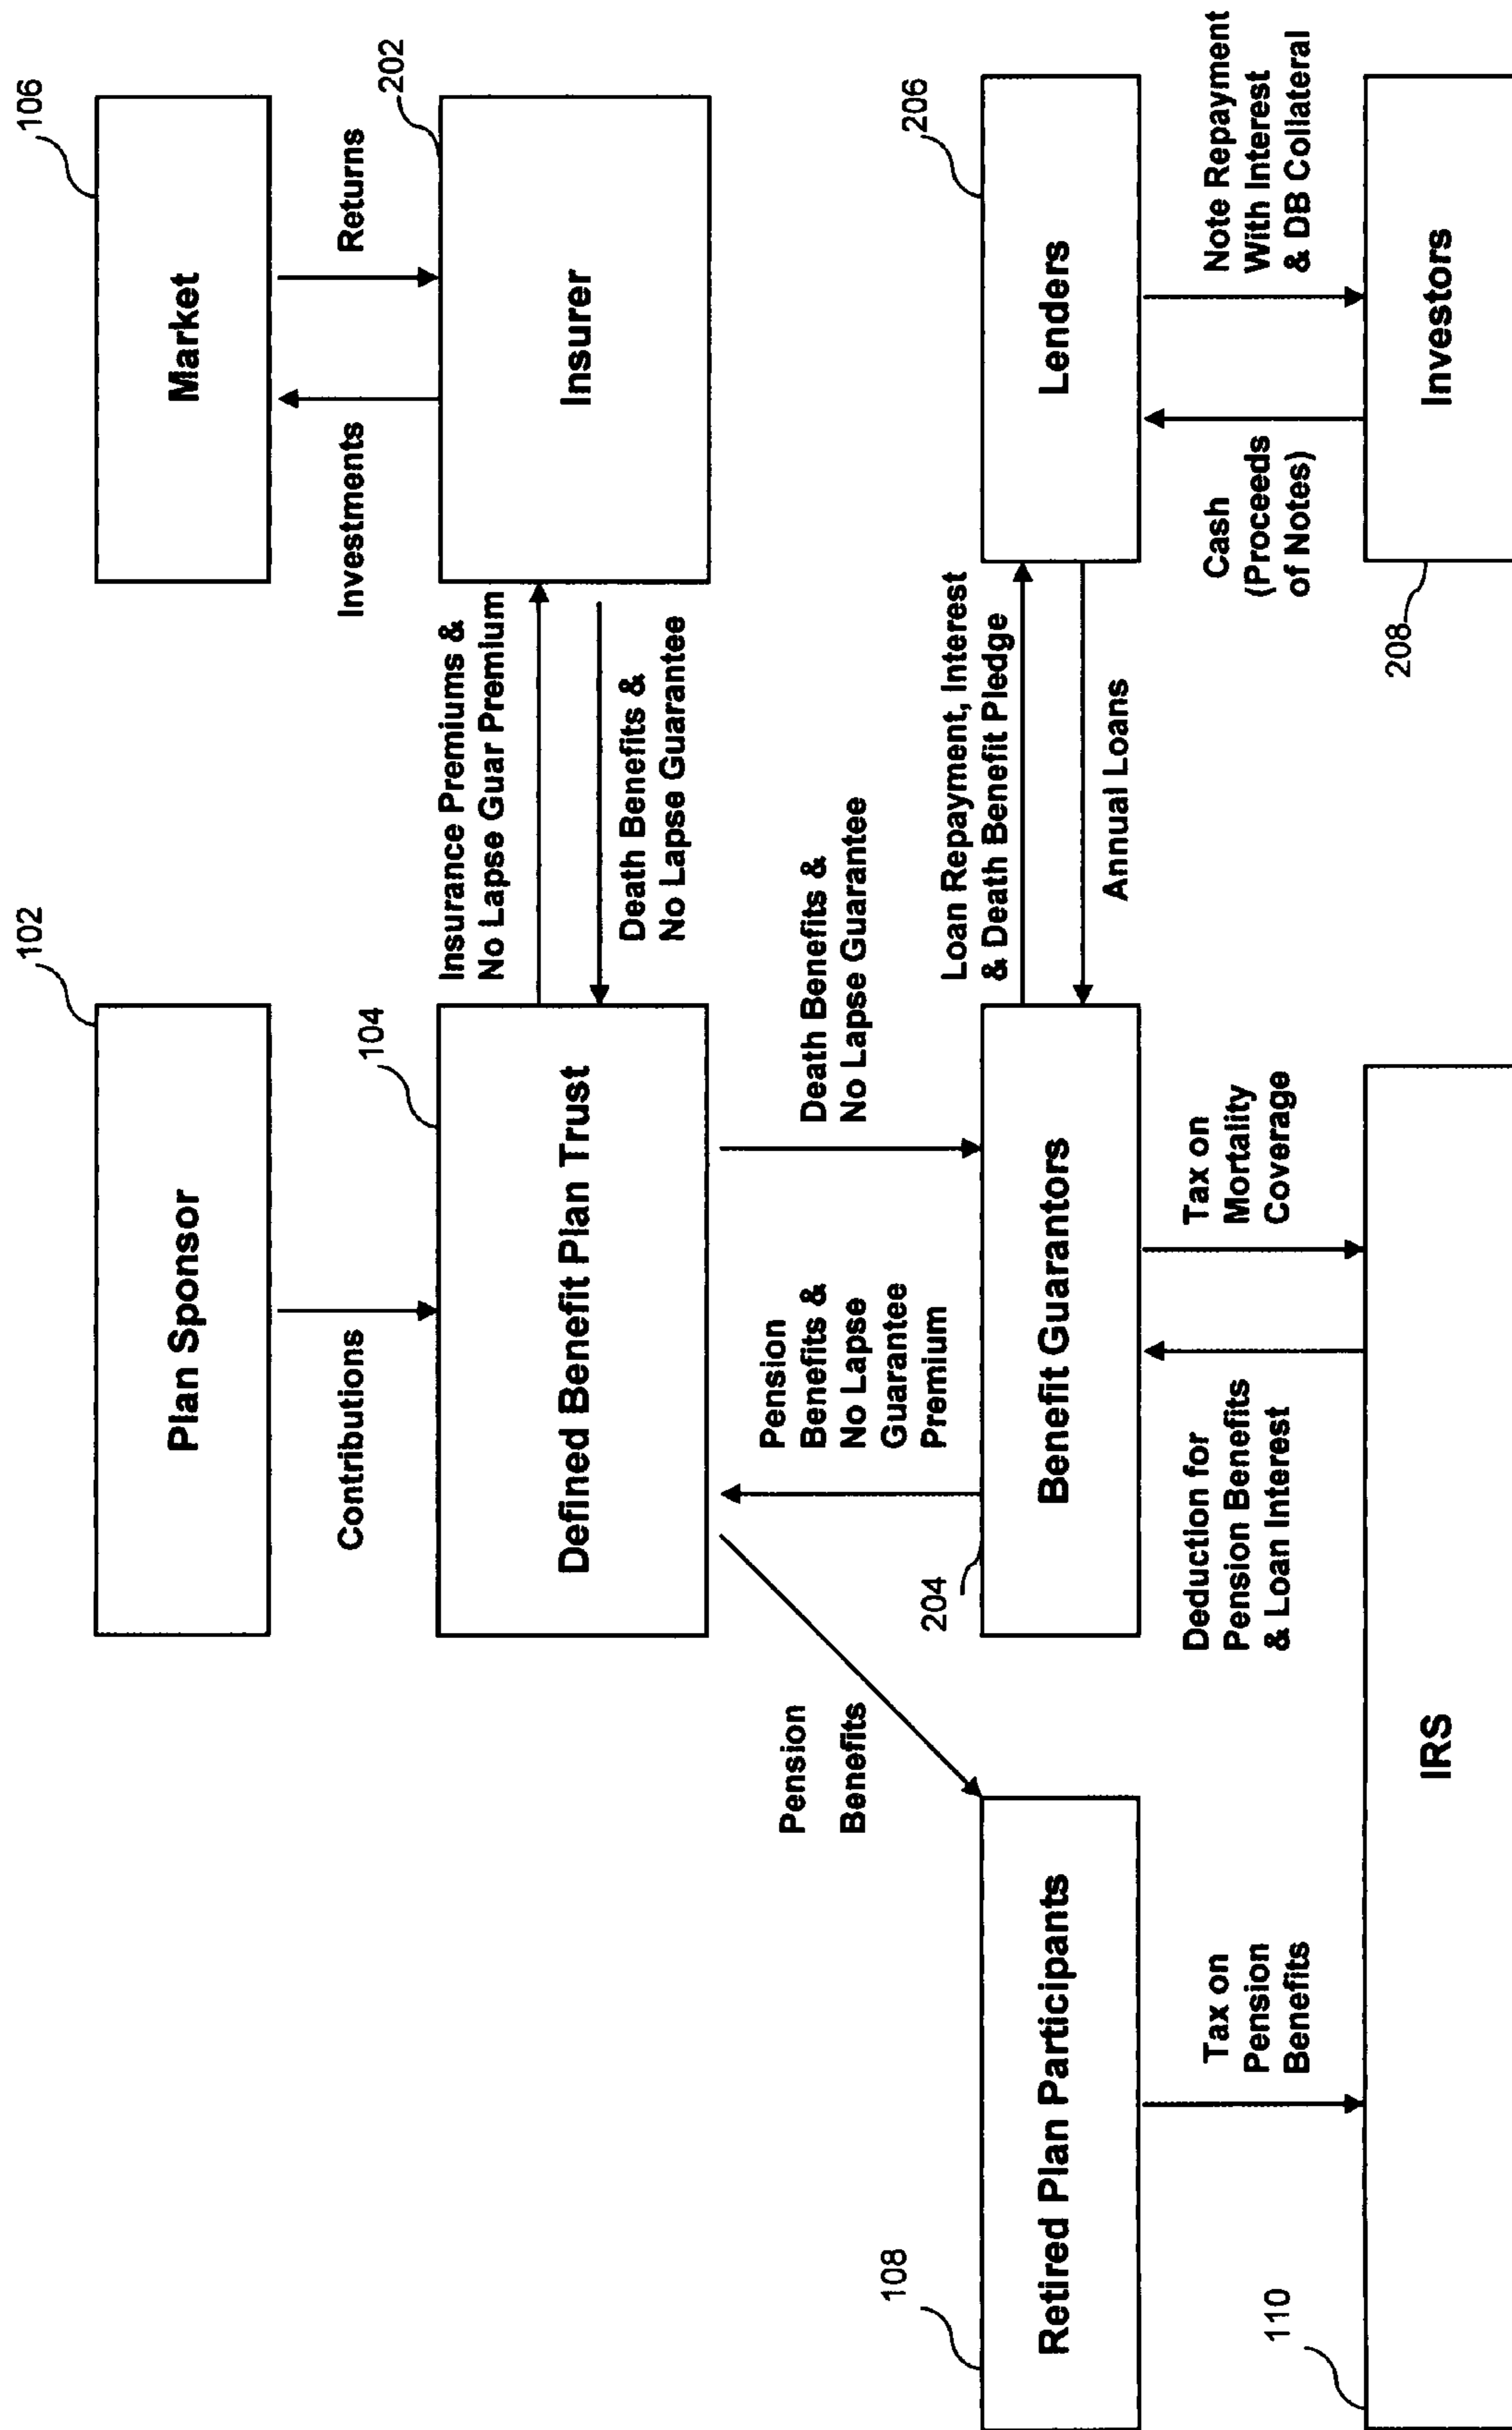 102
Plan Sponsor
106
Market
Contributions
Investments
Returns
104
Defined Benefit Plan Trust
Insurance Premiums &
No Lapse Guar Premium
Death Benefits &
No Lapse Guarantee
202
Insurer
Pension
Benefits
Pension
Benefits &
No Lapse
Guarantee
Premium
Death Benefits &
No Lapse Guarantee
108
Retired Plan Participants
204
Benefit Guarantors
Loan Repayment, Interest
& Death Benefit Pledge
Annual Loans
206
Lenders
Tax on
Pension
Benefits
Deduction for
Pension Benefits
& Loan Interest
Tax on
Mortality
Coverage
Cash
(Proceeds
of Notes)
Note Repayment
With Interest
& DB Collateral
110
IRS
208
Investors